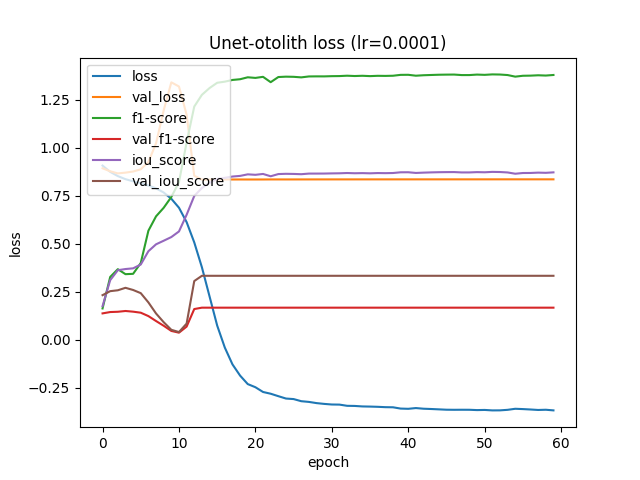 Unet-otolith loss (lr=0.0001)
loss
val_loss
f1-score
val_f1-score
iou_score
val_iou_score
1.25
1.00
0.75
0.50
0.25
0.00
−0.25
loss
0
10
20
30
40
50
60
epoch